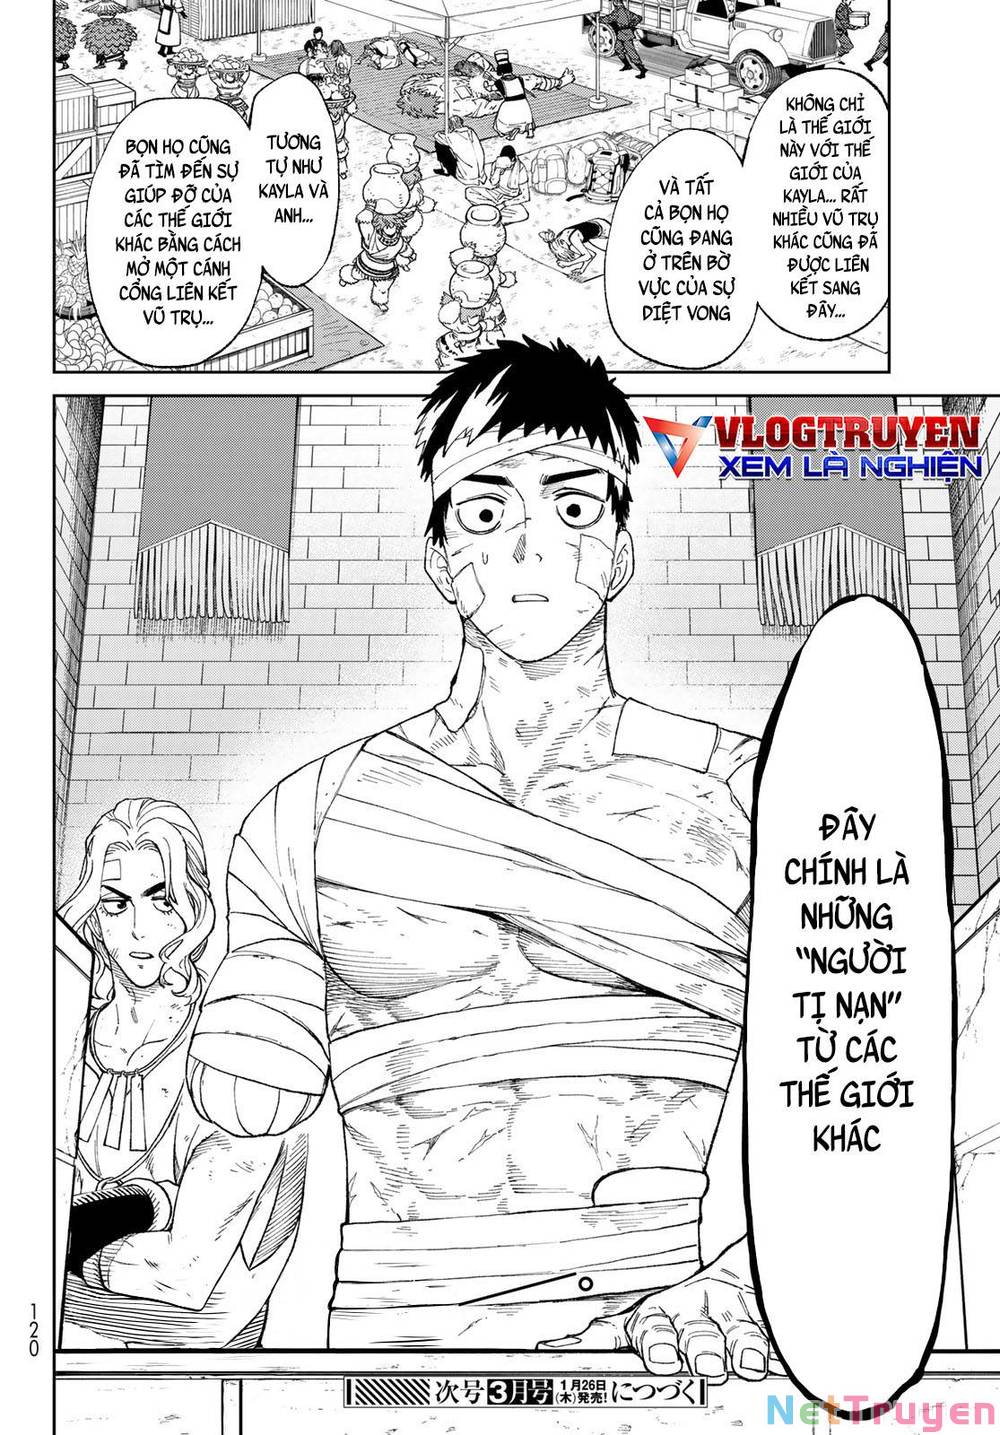 KHÔNG CHỈ
LÀ THẾ GIỚI
NÀY VỚI THẾ
GIỚI CỦA
KAYLA... RẤT
NHIỀU VŨ TRỤ
KHÁC CŨNG ĐÃ
ĐƯỢC LIÊN
KẾT SANG
ĐÂY...
VÀ TẤT
CẢ BỌN HỌ
CŨNG ĐANG
Ở TRÊN BỜ
VỰC CỦA SỰ
DIỆT VONG
TƯƠNG
TỰ NHƯ
KAYLA VÀ
ANH...
BỌN HỌ CŨNG
ĐÃ TÌM ĐẾN SỰ
GIÚP ĐỠ CỦA
CÁC THẾ GIỚI
KHÁC BẰNG CÁCH
MỞ MỘT CÁNH
CỔNG LIÊN KẾT
VŨ TRỤ...
VLOGTRUYEN
XEM LÀ NGHIỆN
ĐÂY
CHÍNH LÀ
NHỮNG
“NGƯỜI
TỊ NẠN”
TỪ CÁC
THẾ GIỚI
KHÁC
120
次号3月号 1月26日(木)発売! につづく
NetTruyen